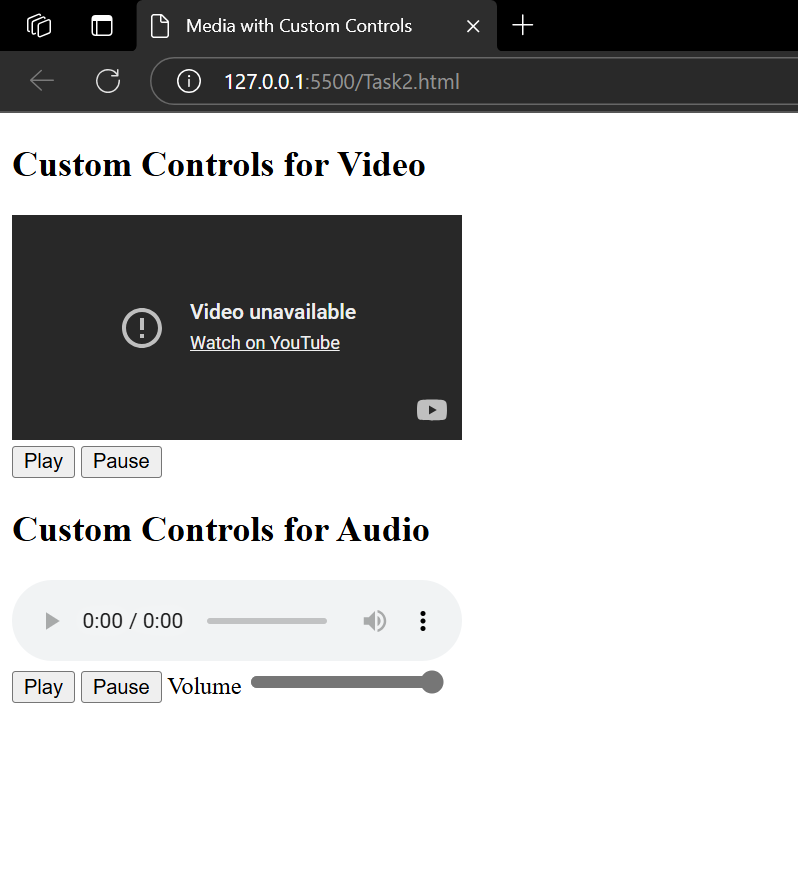 Media with Custom Controls
127.0.0.1:5500/Task2.html
Custom Controls for Video
Video unavailable
Watch on YouTube
Play Pause
Custom Controls for Audio
0:00 / 0:00
Play Pause Volume